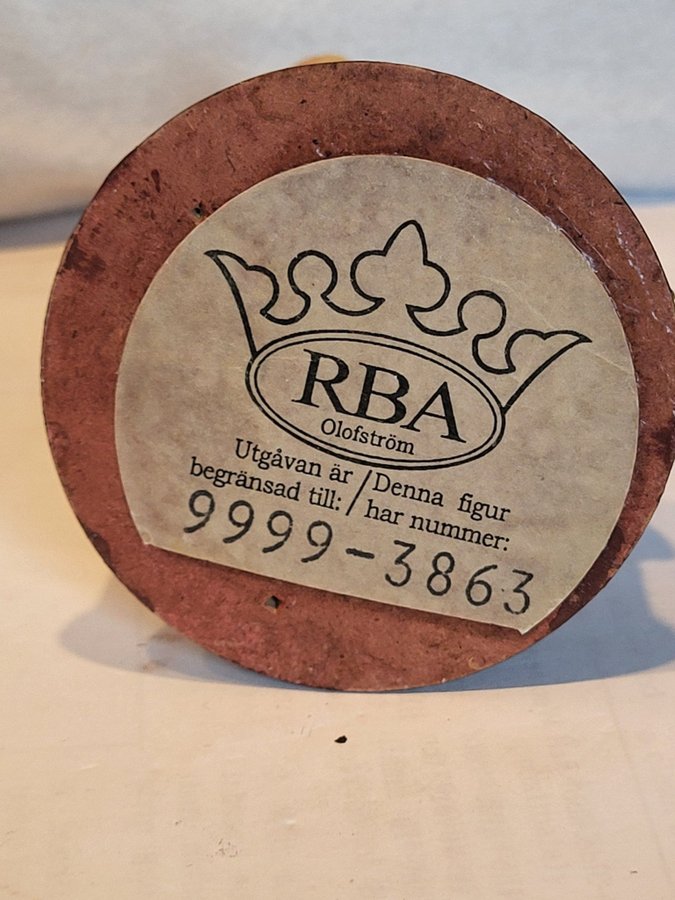 RBA
Olofström
Utgåvan är / Denna figur
begränsad till: / har nummer:
9999-3863